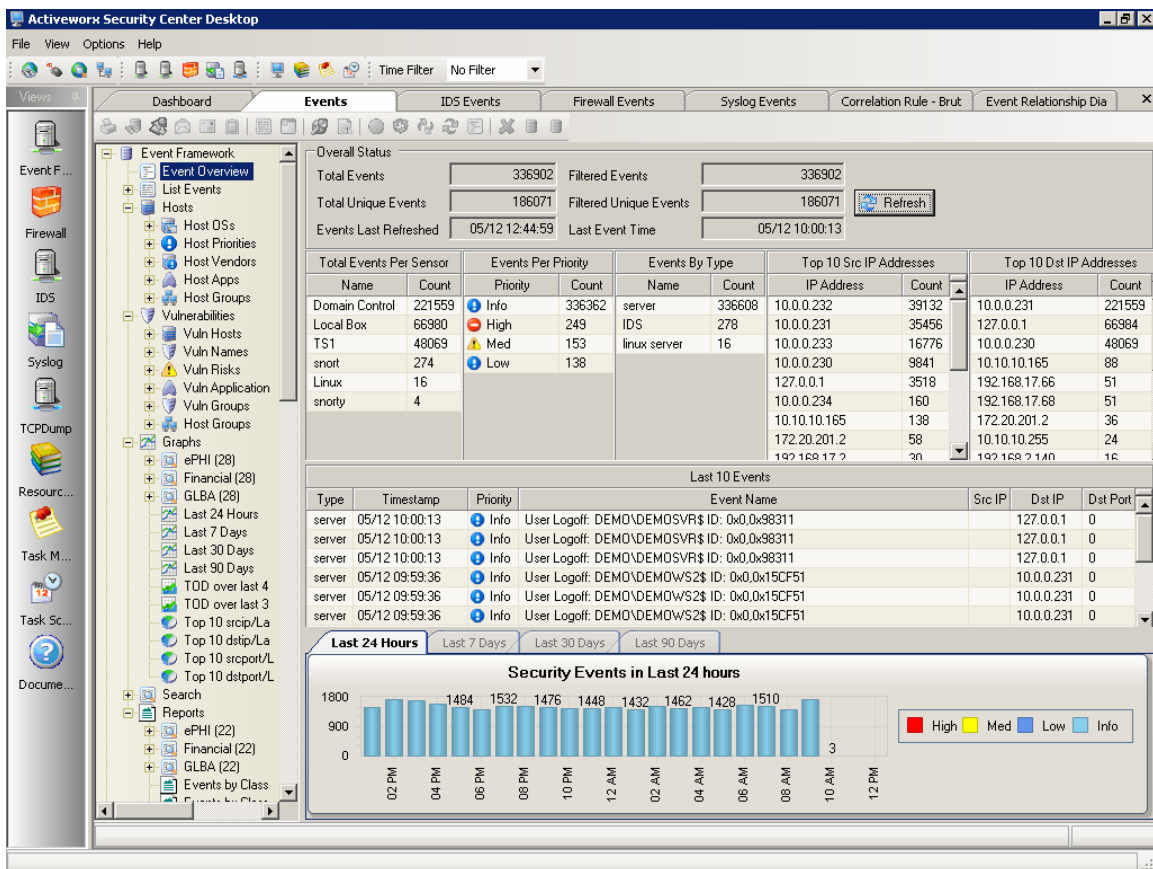 Activeworx Security Center Desktop
File View Options Help
Time Filter No Filter
Views
Dashboard Events IDS Events Firewall Events Syslog Events Correlation Rule - Brut Event Relationship Dia
Event F...
Firewall
IDS
Syslog
TCPDump
Resourc...
Task M...
12
Task Sc...
Docume...
Event Framework
Event Overview
List Events
Hosts
Host OSs
Host Priorities
Host Vendors
Host Apps
Host Groups
Vulnerabilities
Vuln Hosts
Vuln Names
Vuln Risks
Vuln Application
Vuln Groups
Host Groups
Graphs
ePHI (28)
Financial (28)
GLBA (28)
Last 24 Hours
Last 7 Days
Last 30 Days
Last 90 Days
TOD over last 4
TOD over last 3
Top 10 srcip/La
Top 10 dstip/La
Top 10 srcport/L
Top 10 dstport/L
Search
Reports
ePHI (22)
Financial (22)
GLBA (22)
Events by Class
Overall Status
Total Events 336902 Filtered Events 336902
Total Unique Events 186071 Filtered Unique Events 186071 Refresh
Events Last Refreshed 05/12 12:44:59 Last Event Time 05/12 10:00:13
Total Events Per Sensor
Name Count
Domain Control 221559
Local Box 66980
TS1 48069
snort 274
Linux 16
snorty 4
Events Per Priority
Priority Count
Info 336362
High 249
Med 153
Low 138
Events By Type
Name Count
server 336608
IDS 278
linux server 16
Top 10 Src IP Addresses
IP Address Count
10.0.0.232 39132
10.0.0.231 35456
10.0.0.233 16776
10.0.0.230 9841
127.0.0.1 3518
10.0.0.234 160
10.10.10.165 138
172.20.201.2 58
192.168.17.2 30
Top 10 Dst IP Addresses
IP Address Count
10.0.0.231 221559
127.0.0.1 66984
10.0.0.230 48069
10.10.10.165 88
192.168.17.66 51
192.168.17.68 51
172.20.201.2 36
10.10.10.255 24
192.168.2.140 16
Last 10 Events
Type Timestamp Priority Event Name Src IP Dst IP Dst Port
server 05/12 10:00:13 Info User Logoff: DEMO\DEMOSVR$ ID: 0x0,0x98311 127.0.0.1 0
server 05/12 10:00:13 Info User Logoff: DEMO\DEMOSVR$ ID: 0x0,0x98311 127.0.0.1 0
server 05/12 10:00:13 Info User Logoff: DEMO\DEMOSVR$ ID: 0x0,0x98311 127.0.0.1 0
server 05/12 09:59:36 Info User Logoff: DEMO\DEMOWS2$ ID: 0x0,0x15CF51 10.0.0.231 0
server 05/12 09:59:36 Info User Logoff: DEMO\DEMOWS2$ ID: 0x0,0x15CF51 10.0.0.231 0
server 05/12 09:59:36 Info User Logoff: DEMO\DEMOWS2$ ID: 0x0,0x15CF51 10.0.0.231 0
Last 24 Hours Last 7 Days Last 30 Days Last 90 Days
Security Events in Last 24 hours
1800
900
0
1484 1532 1476 1448 1432 1462 1428 1510 3
02 PM 04 PM 06 PM 08 PM 10 PM 12 AM 02 AM 04 AM 06 AM 08 AM 10 AM 12 PM
High Med Low Info